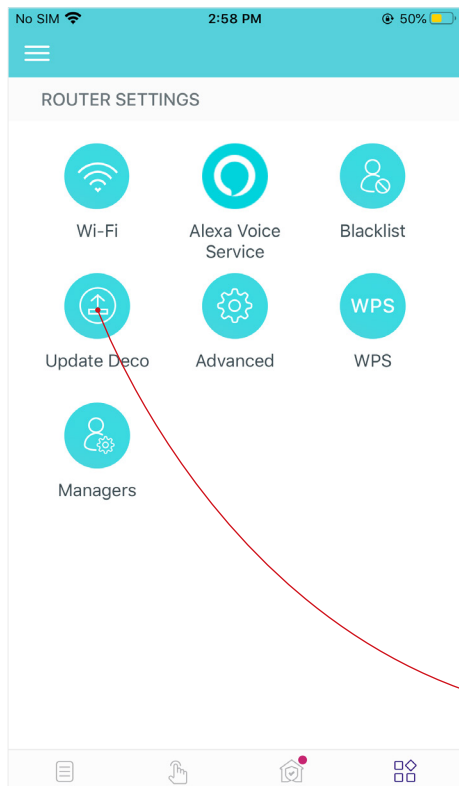 No SIM 2:58 PM 50%
ROUTER SETTINGS
Wi-Fi Alexa Voice Blacklist
Service
WPS
Update Deco Advanced WPS
Managers